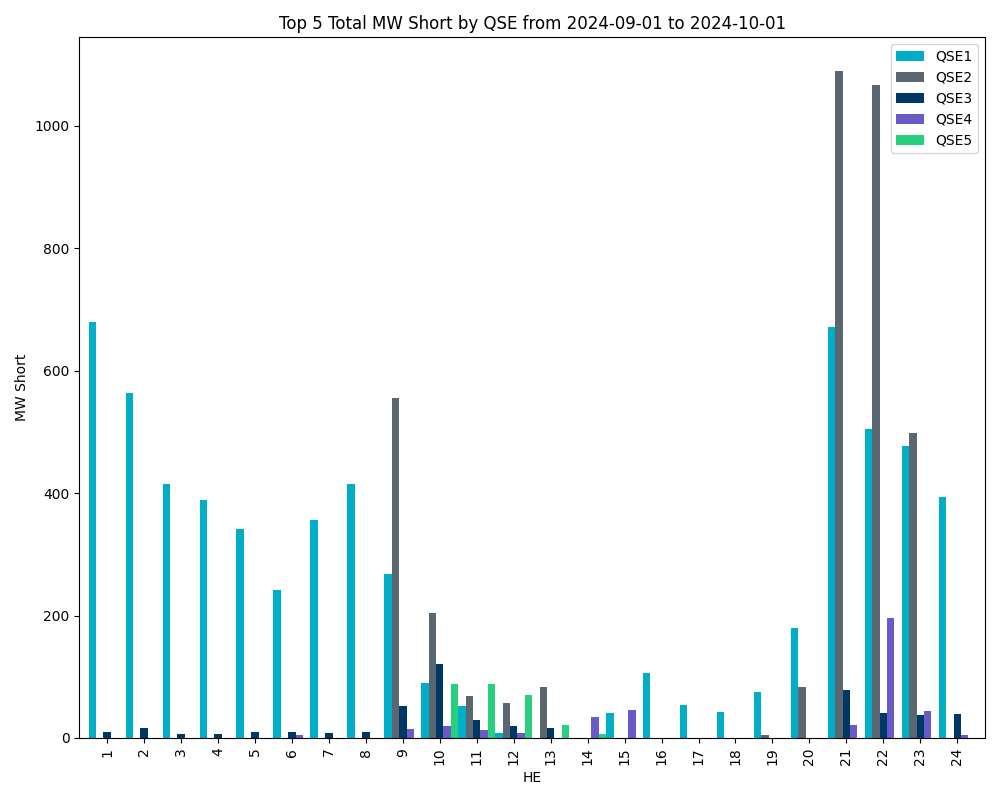 Top 5 Total MW Short by QSE from 2024-09-01 to 2024-10-01
QSE1
QSE2
QSE3
QSE4
QSE5
MW Short
1000
800
600
400
200
0
1 2 3 4 5 6 7 8 9 10 11 12 13 14 15 16 17 18 19 20 21 22 23 24
HE